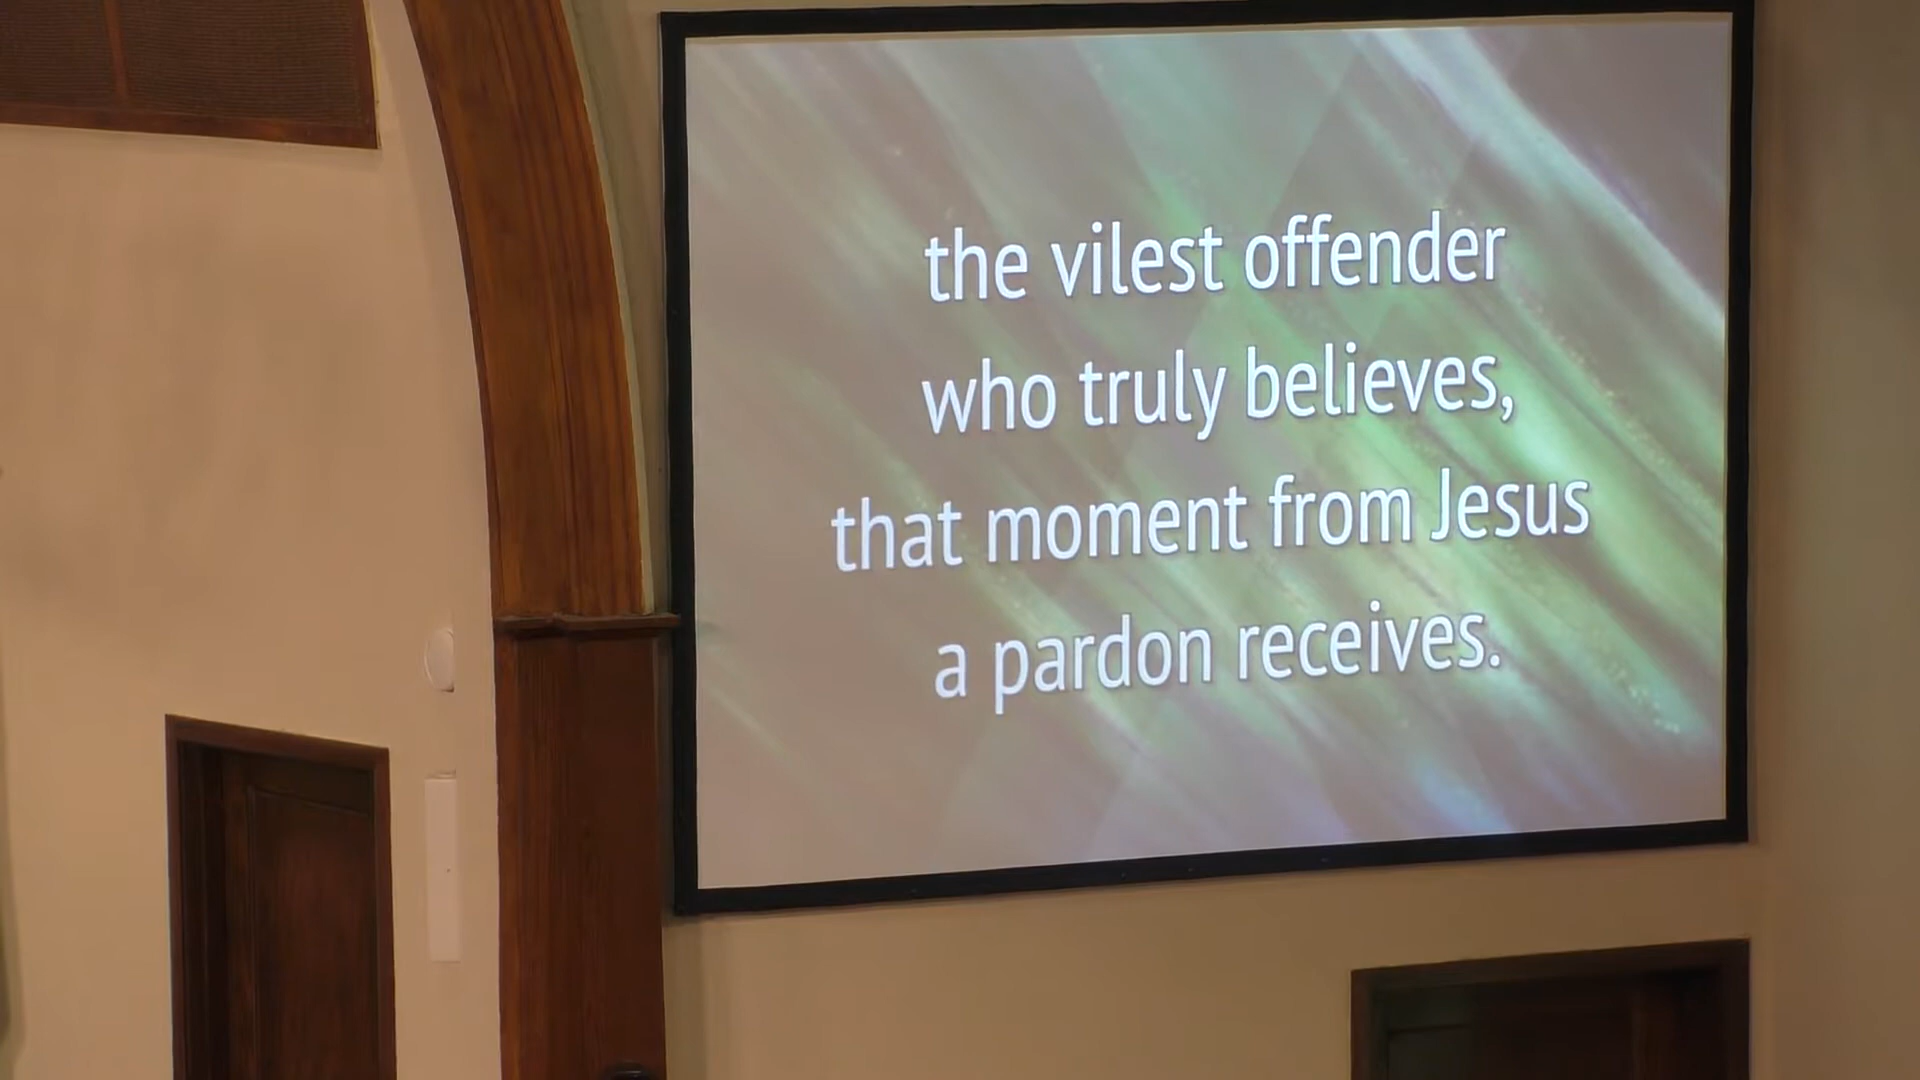 the vilest offender
who truly believes,
that moment from Jesus
a pardon receives.